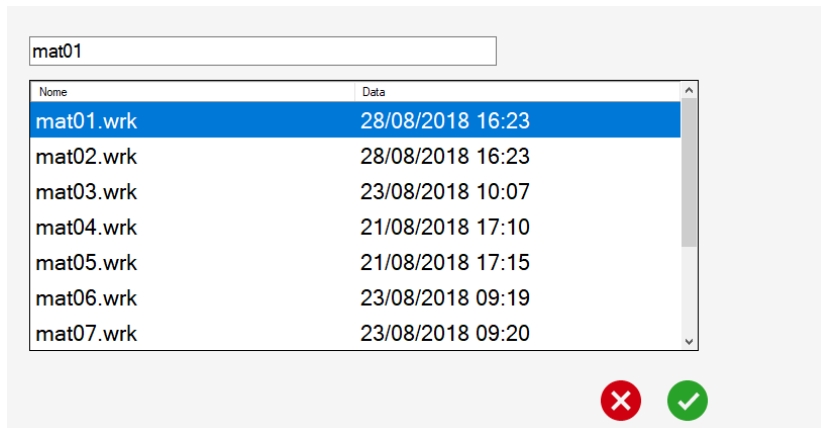 mat01
Nome Data
mat01.wrk 28/08/2018 16:23
mat02.wrk 28/08/2018 16:23
mat03.wrk 23/08/2018 10:07
mat04.wrk 21/08/2018 17:10
mat05.wrk 21/08/2018 17:15
mat06.wrk 23/08/2018 09:19
mat07.wrk 23/08/2018 09:20